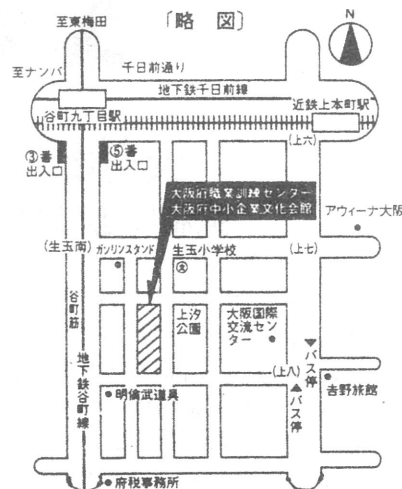 〔略図〕
N
至東梅田
至ナンバ
千日前通り
地下鉄千日前線
谷町九丁目駅
近鉄上本町駅
③番
出入口
⑤番
出入口
(上六)
大阪府職業訓練センター
大阪府中小企業文化会館
アウィーナ大阪
(生玉南)
ガソリンスタンド
生玉小学校
(上七)
文
谷町筋
地下鉄谷町線
上汐
公園
大阪国際
交流セン
ター
バス停
(上八)
バス停
吉野旅館
明倫武道具
府税事務所